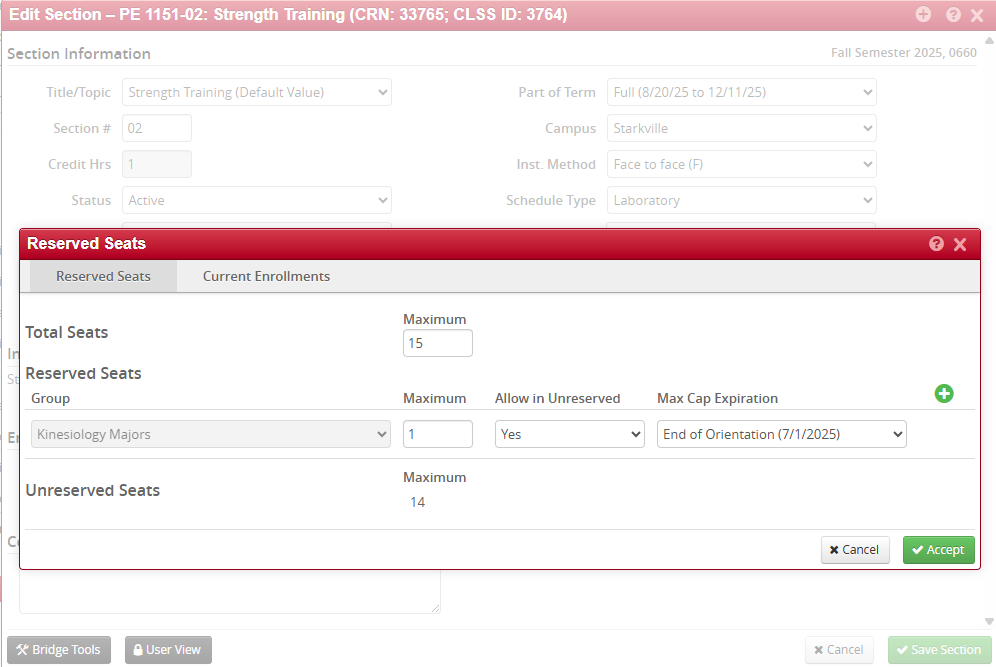 Edit Section – PE 1151-02: Strength Training (CRN: 33765; CLSS ID: 3764)
Section Information
Fall Semester 2025, 0660
Title/Topic Strength Training (Default Value)
Part of Term Full (8/20/25 to 12/11/25)
Section # 02
Campus Starkville
Credit Hrs 1
Inst. Method Face to face (F)
Status Active
Schedule Type Laboratory
Reserved Seats
Reserved Seats Current Enrollments
Maximum
Total Seats
15
Reserved Seats
Group Maximum Allow in Unreserved Max Cap Expiration
Kinesiology Majors 1 Yes End of Orientation (7/1/2025)
Maximum
Unreserved Seats
14
Cancel Accept
Bridge Tools User View Cancel Save Section